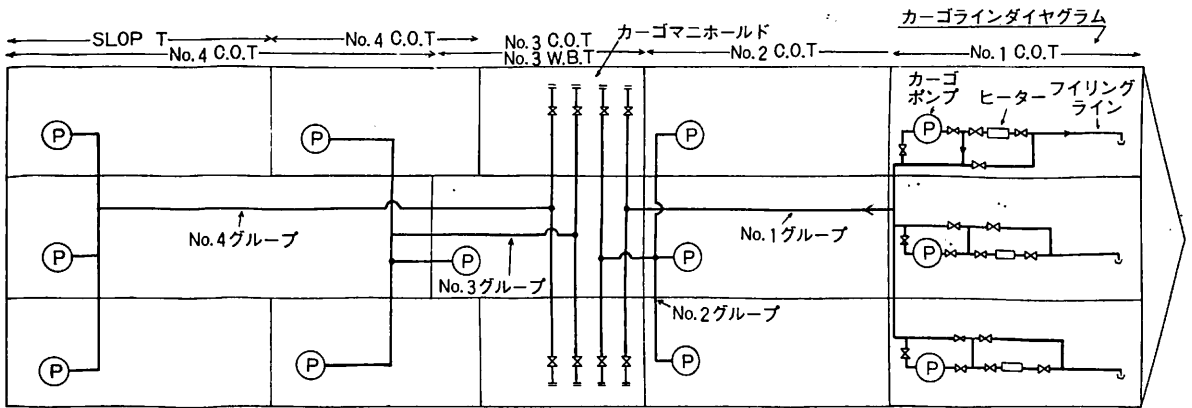 カーゴラインダイヤグラム
SLOP T
No.4 C.O.T
No.3 C.O.T
カーゴマニホールド
No.4 C.O.T
No.3 W.B.T
No.2 C.O.T
No.1 C.O.T
カーゴ
ポンプ
ヒーター
フイリング
ライン
P
P
P
P
No.4グループ
No.1グループ
P
P
P
P
No.3グループ
No.2グループ
P
P
P
P